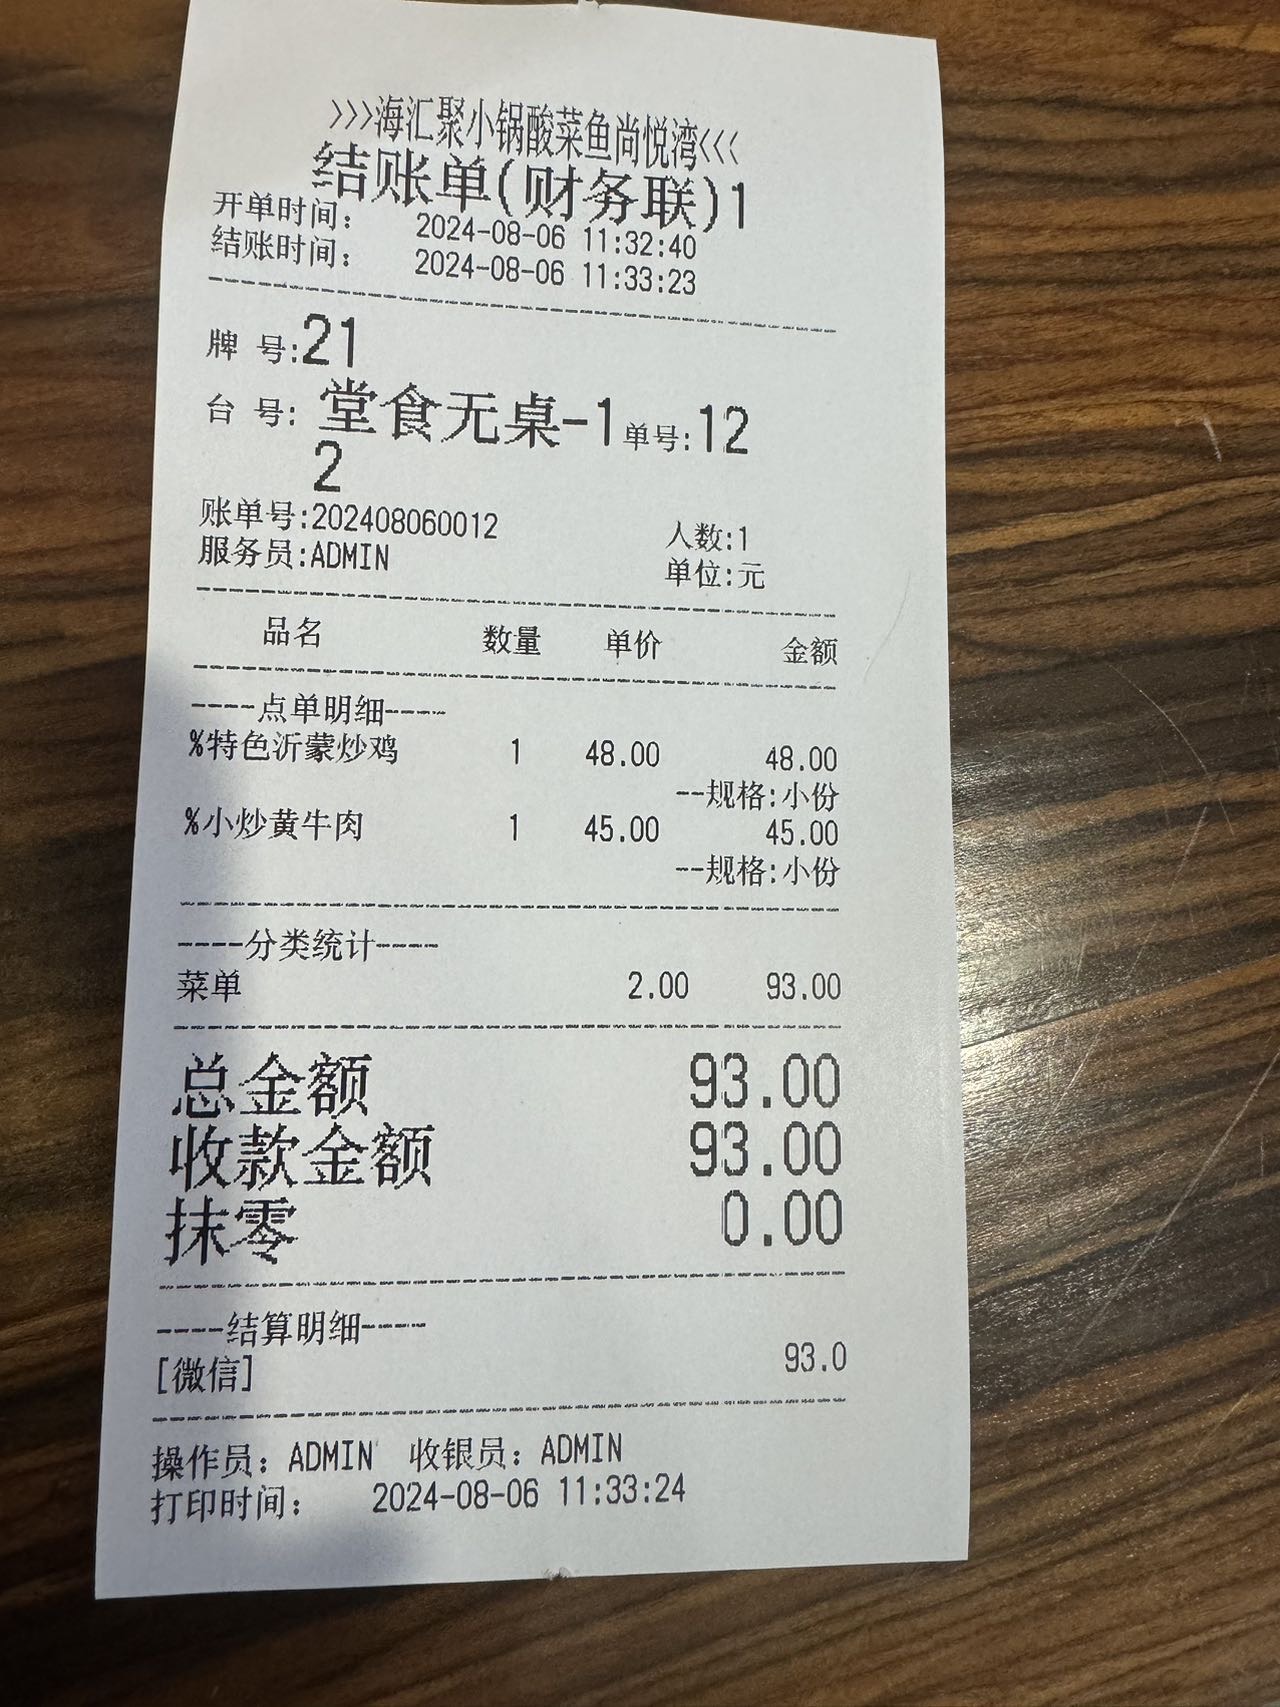 >>>海汇聚小锅酸菜鱼尚悦湾<<<
结账单(财务联)1
开单时间： 2024-08-06 11:32:40
结账时间： 2024-08-06 11:33:23
牌 号:21
台 号: 堂食无桌-1 单号:12
2
账单号:202408060012 人数:1
服务员:ADMIN 单位:元
品名 数量 单价 金额
----点单明细----
%特色沂蒙炒鸡 1 48.00 48.00
--规格:小份
%小炒黄牛肉 1 45.00 45.00
--规格:小份
----分类统计----
菜单 2.00 93.00
总金额 93.00
收款金额 93.00
抹零 0.00
----结算明细----
[微信] 93.0
操作员：ADMIN 收银员：ADMIN
打印时间： 2024-08-06 11:33:24